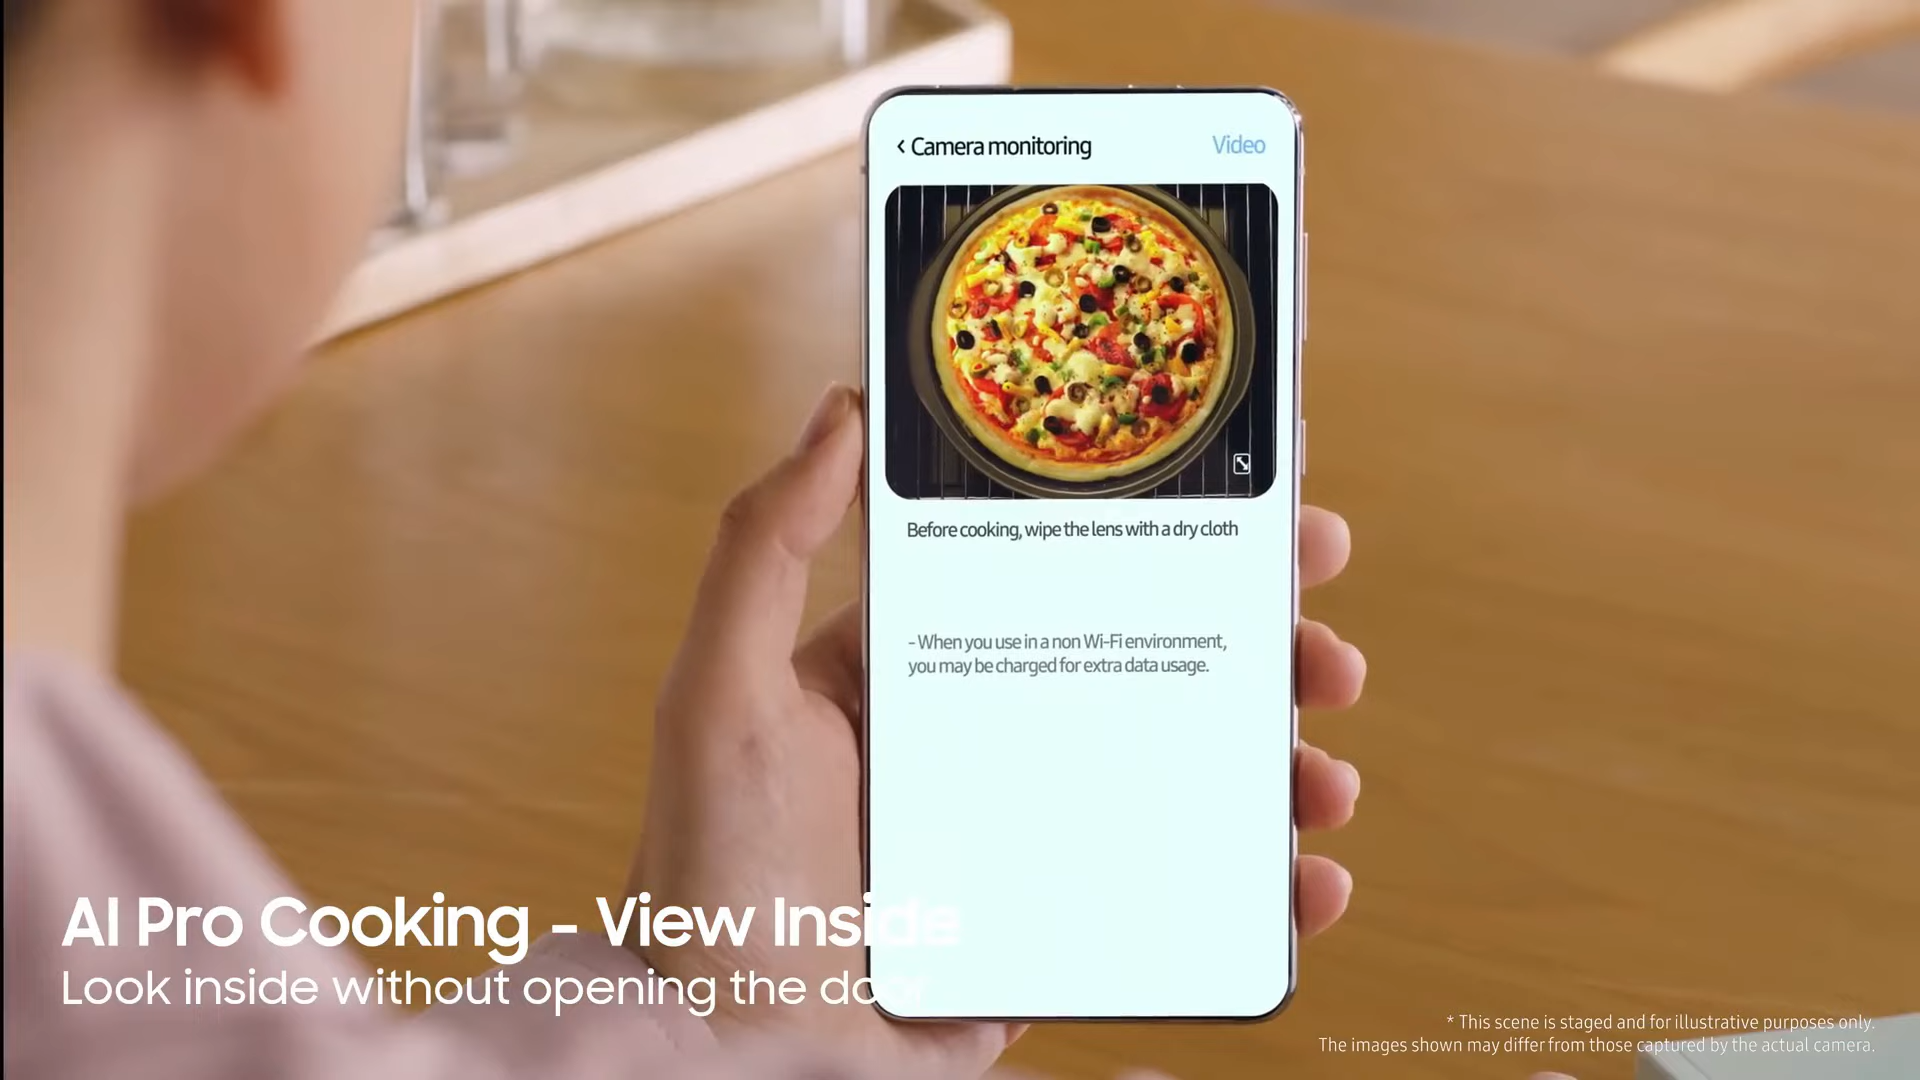 < Camera monitoring
Video
Before cooking, wipe the lens with a dry cloth
- When you use in a non Wi-Fi environment,
you may be charged for extra data usage.
AI Pro Cooking - View Inside
Look inside without opening the door
* This scene is staged and for illustrative purposes only.
The images shown may differ from those captured by the actual camera.